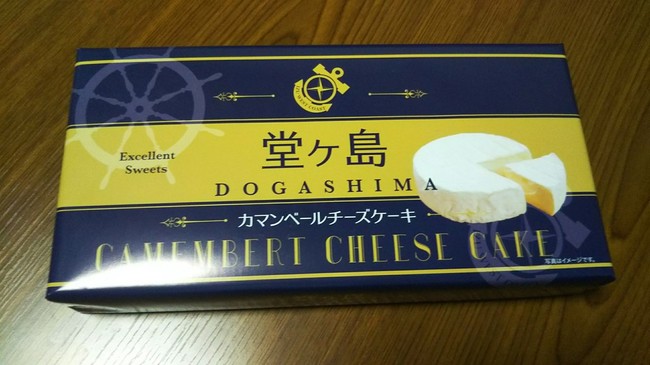 Excellent
Sweets
堂ヶ島
DOGASHIMA
カマンベールチーズケーキ
CAMEMBERT CHEESE CAKE
写真はイメージです。